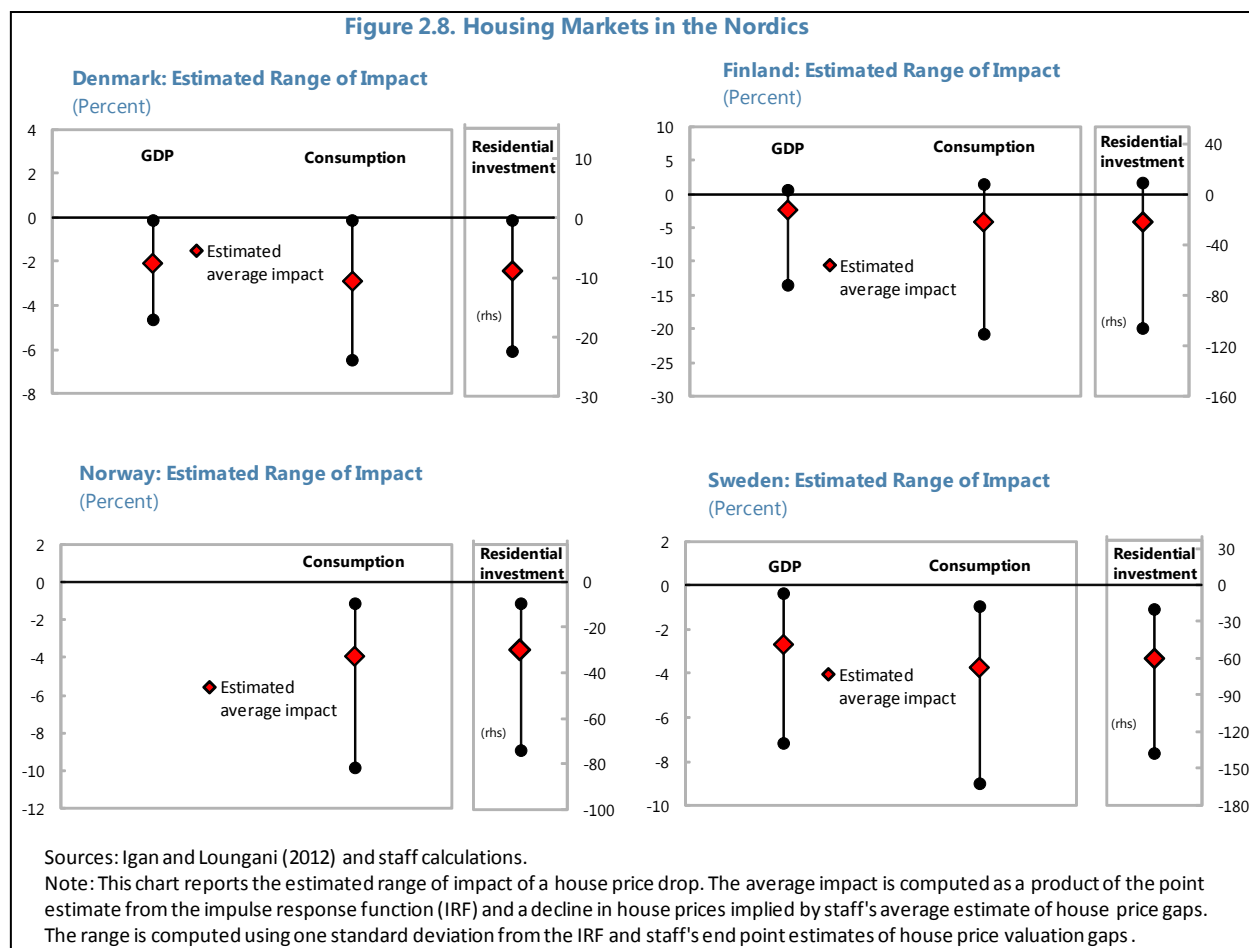 Figure 2.8. Housing Markets in the Nordics
Denmark: Estimated Range of Impact
(Percent)
4
2
0
-2
-4
-6
-8
GDP
Consumption
Estimated
average impact
Residential
investment
(rhs)
10
0
-10
-20
-30
Finland: Estimated Range of Impact
(Percent)
10
5
0
-5
-10
-15
-20
-25
-30
GDP
Consumption
Estimated
average impact
Residential
investment
(rhs)
40
0
-40
-80
-120
-160
Norway: Estimated Range of Impact
(Percent)
2
0
-2
-4
-6
-8
-10
-12
Consumption
Estimated
average impact
Residential
investment
(rhs)
0
-20
-40
-60
-80
-100
Sweden: Estimated Range of Impact
(Percent)
2
0
-2
-4
-6
-8
-10
GDP
Consumption
Estimated
average impact
Residential
investment
(rhs)
30
0
-30
-60
-90
-120
-150
-180
Sources: Igan and Loungani (2012) and staff calculations.
Note: This chart reports the estimated range of impact of a house price drop. The average impact is computed as a product of the point
estimate from the impulse response function (IRF) and a decline in house prices implied by staff's average estimate of house price gaps.
The range is computed using one standard deviation from the IRF and staff's end point estimates of house price valuation gaps .